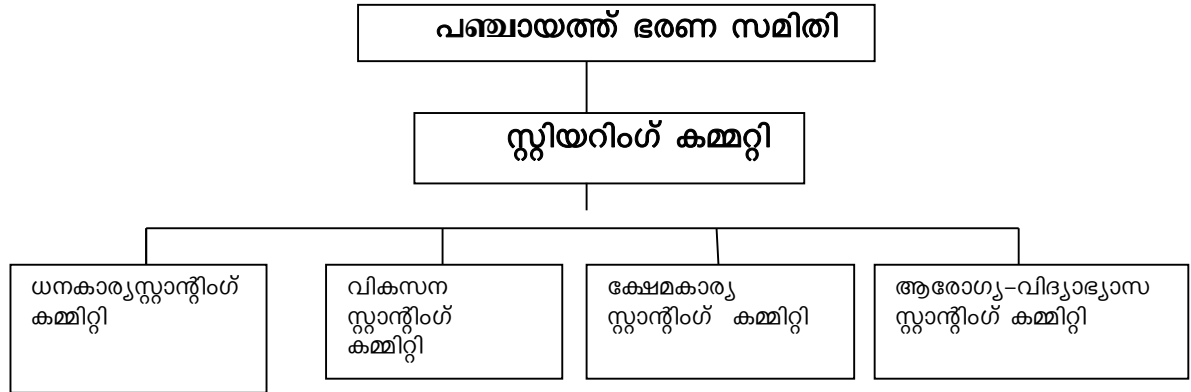 പഞ്ചായത്ത് ഭരണ സമിതി
സ്റ്റിയറിംഗ് കമ്മറ്റി
ധനകാര്യസ്റ്റാന്റിംഗ്
കമ്മിറ്റി
വികസന
സ്റ്റാന്റിംഗ്
കമ്മിറ്റി
ക്ഷേമകാര്യ
സ്റ്റാന്റിംഗ് കമ്മിറ്റി
ആരോഗ്യ-വിദ്യാഭ്യാസ
സ്റ്റാന്റിംഗ് കമ്മിറ്റി